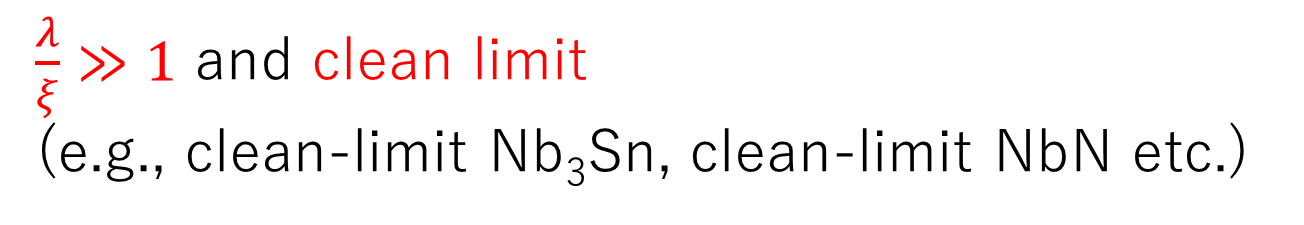 λ/ξ ≫ 1 and clean limit
(e.g., clean-limit Nb₃Sn, clean-limit NbN etc.)